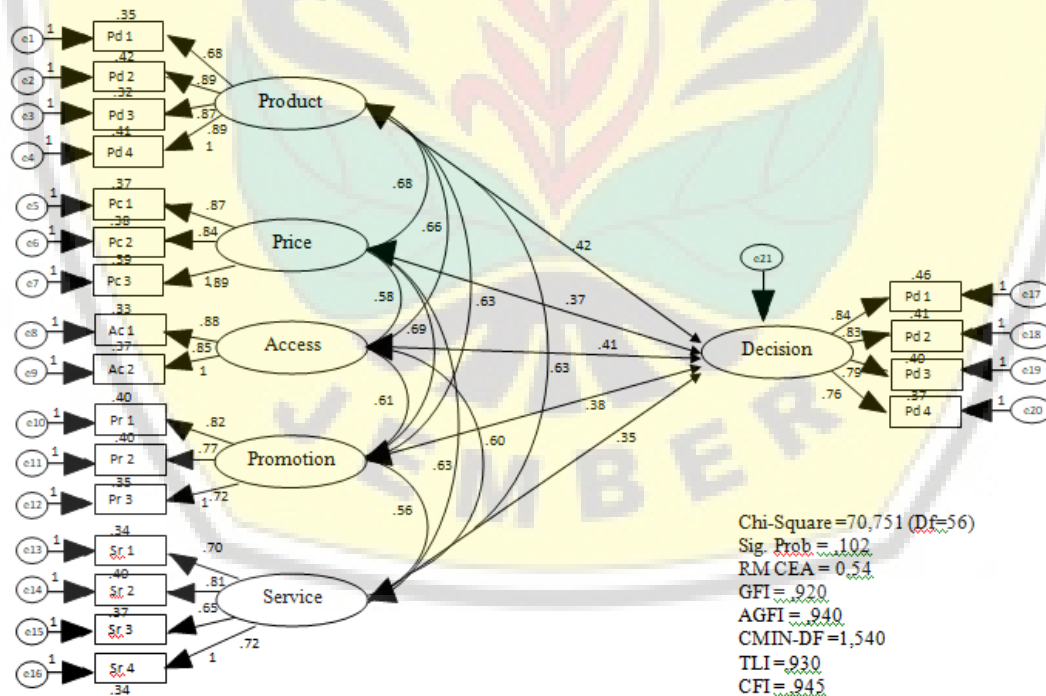 .35
e1 1 Pd 1
.68
.42
e2 1 Pd 2
.89
.32
e3 1 Pd 3
.87
.41
.89
e4 1 Pd 4
1
Product
.37
e5 1 Pc 1
.87
.38
e6 1 Pc 2
.84
.39
e7 1 Pc 3
1 .89
Price
.33
e8 1 Ac 1
.88
.37
e9 1 Ac 2
.85
1
Access
.40
e10 1 Pr 1
.82
.40
e11 1 Pr 2
.77
.35
e12 1 Pr 3
1 .72
Promotion
.34
e13 1 Sr 1
.70
.40
e14 1 Sr 2
.81
.37
e15 1 Sr 3
.65
e16 1 Sr 4
.72
1
.34
Service
.68
.66
.58
.69
.63
.63
.61
.60
.63
.56
.42
.37
.41
.38
.35
e21
Decision
.46
.84
Pd 1 1 e17
.41
.83
Pd 2 1 e18
.40
.79
Pd 3 1 e19
.37
.76
Pd 4 1 e20
JEMBER
Chi-Square =70,751 (Df=56)
Sig. Prob = ,102
RM CEA = 0,54
GFI = ,920
AGFI = ,940
CMIN-DF =1,540
TLI = ,930
CFI = ,945